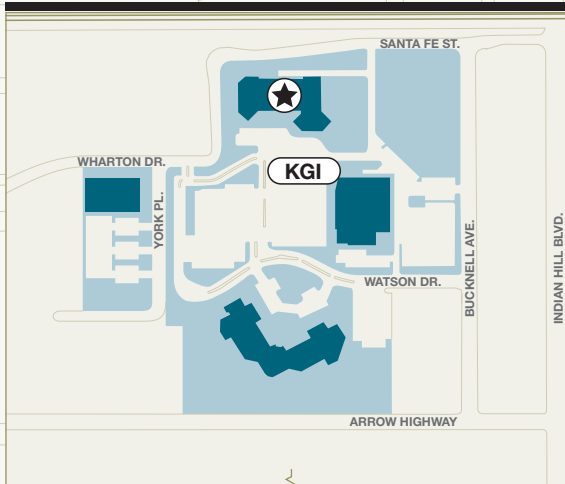 SANTA FE ST.
WHARTON DR.
KGI
YORK PL.
BUCKNELL AVE.
INDIAN HILL BLVD.
WATSON DR.
ARROW HIGHWAY